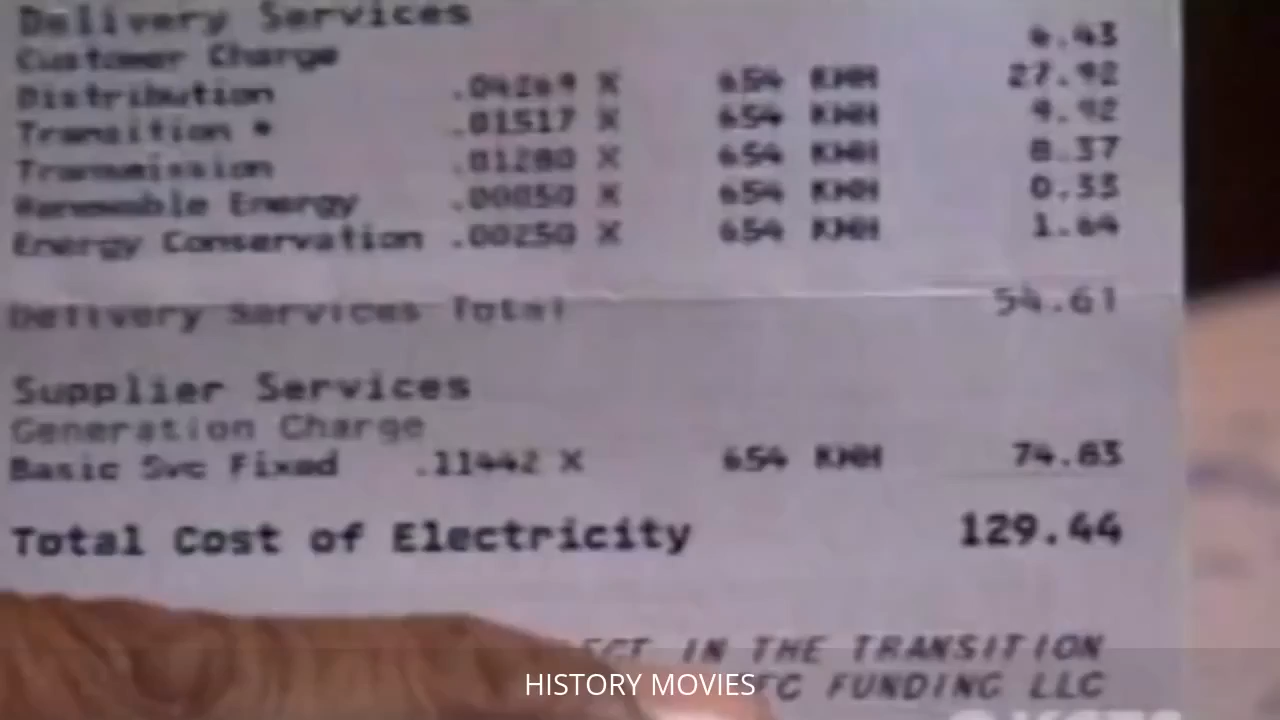 Delivery Services
Customer Charge 6.43
Distribution .04269 X 654 KWH 27.92
Transition * .01517 X 654 KWH 9.92
Transmission .01280 X 654 KWH 8.37
Renewable Energy .00050 X 654 KWH 0.33
Energy Conservation .00250 X 654 KWH 1.64
Delivery Services Total 54.61
Supplier Services
Generation Charge
Basic Svc Fixed .11442 X 654 KWH 74.83
Total Cost of Electricity 129.44
ECT IN THE TRANSITION
FUNDING LLC
HISTORY MOVIES